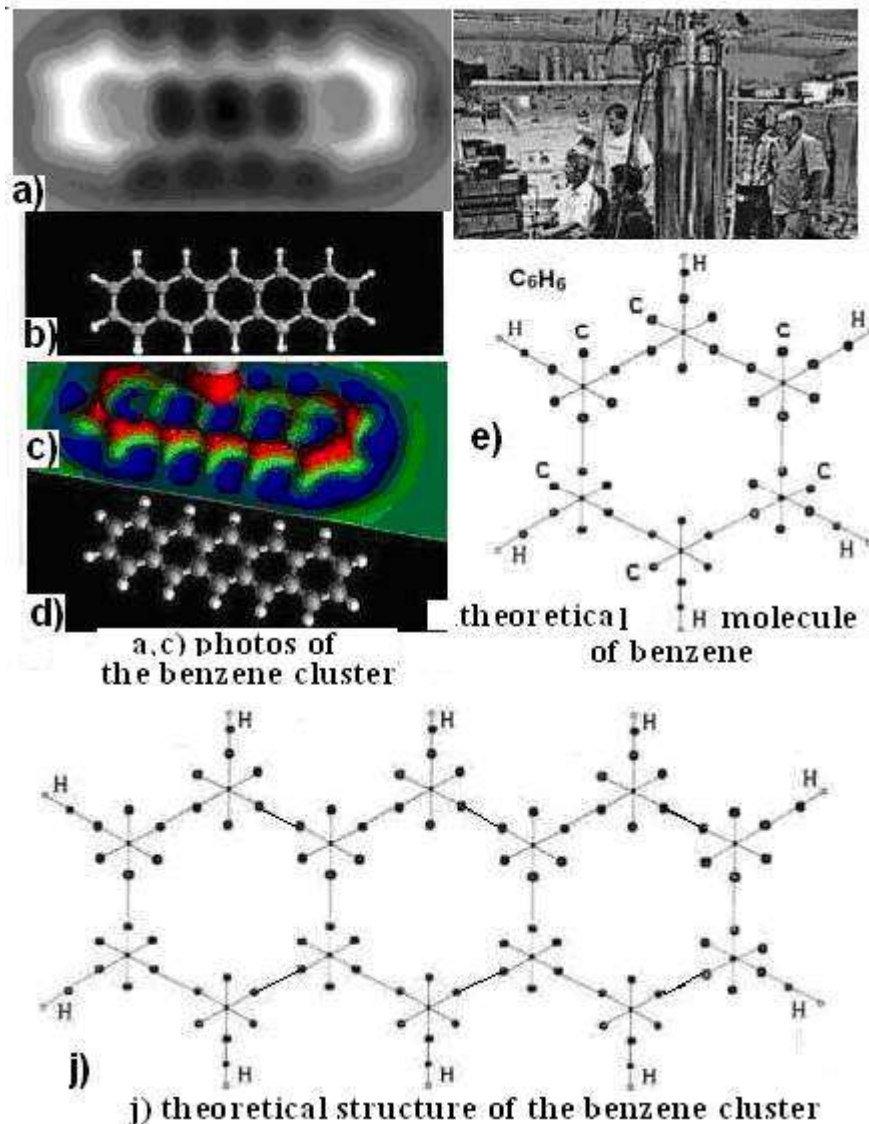 a)
b)
c)
d)
a,c) photos of
the benzene cluster
C6H6
H
H
H
C
C
C
C
C
C
H
H
H
e)
theoretical molecule
of benzene
H
H
H
H
H
H
H
H
H
H
j)
j) theoretical structure of the benzene cluster